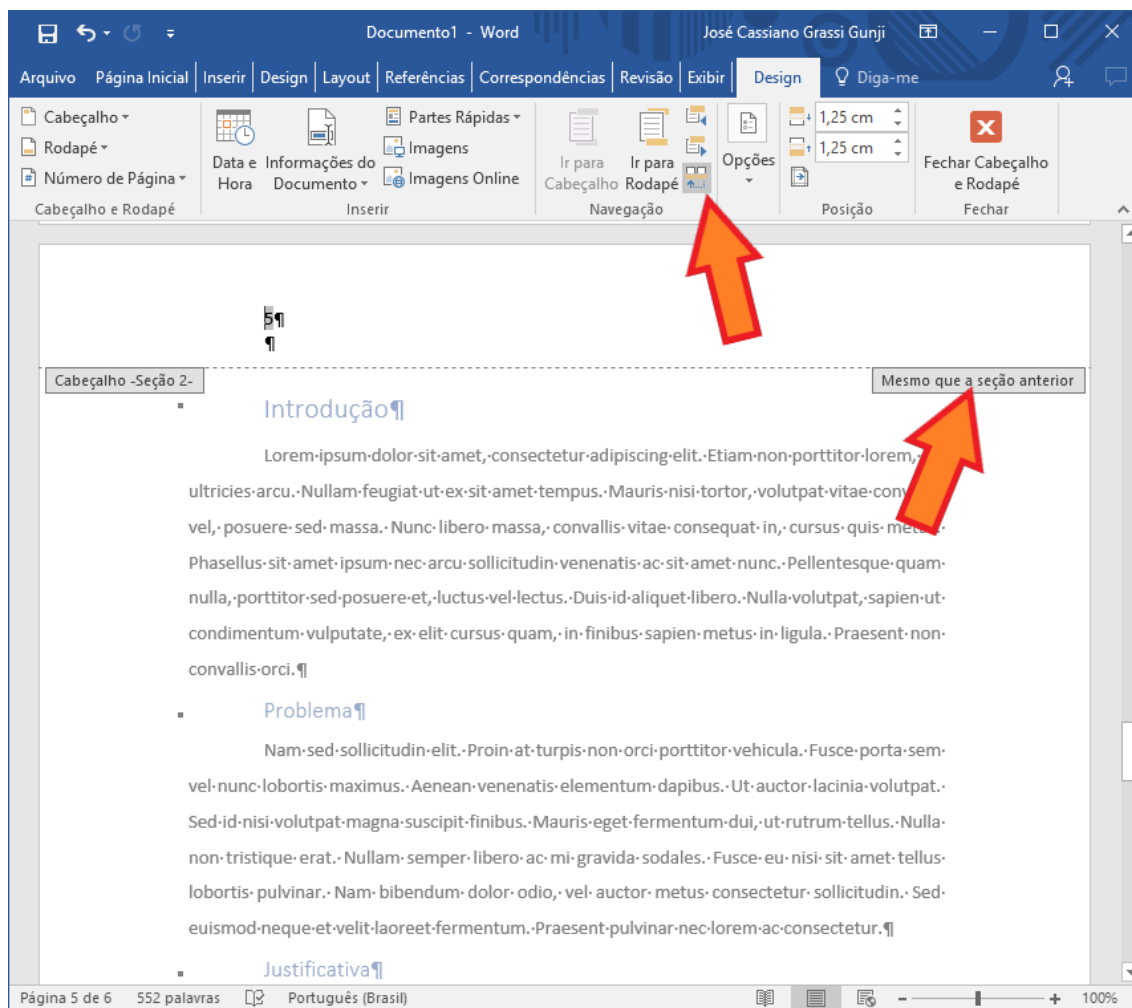 Documento1 - Word
José Cassiano Grassi Gunji
Arquivo Página Inicial Inserir Design Layout Referências Correspondências Revisão Exibir Design Diga-me
Cabeçalho
Rodapé
Número de Página
Cabeçalho e Rodapé
Data e Hora
Informações do Documento
Partes Rápidas
Imagens
Imagens Online
Inserir
Ir para Cabeçalho
Ir para Rodapé
Navegação
Opções
1,25 cm
1,25 cm
Posição
Fechar Cabeçalho e Rodapé
Fechar
5¶
¶
Cabeçalho -Seção 2-
Mesmo que a seção anterior
Introdução¶
Lorem·ipsum·dolor·sit·amet,·consectetur·adipiscing·elit.·Etiam·non·porttitor·lorem,
ultricies·arcu.·Nullam·feugiat·ut·ex·sit·amet·tempus.·Mauris·nisi·tortor,·volutpat·vitae
vel,·posuere·sed·massa.·Nunc·libero·massa,·convallis·vitae·consequat·in,·cursus·quis
Phasellus·sit·amet·ipsum·nec·arcu·sollicitudin·venenatis·ac·sit·amet·nunc.·Pellentesque·quam·
nulla,·porttitor·sed·posuere·et,·luctus·vel·lectus.·Duis·id·aliquet·libero.·Nulla·volutpat,·sapien·ut·
condimentum·vulputate,·ex·elit·cursus·quam,·in·finibus·sapien·metus·in·ligula.·Praesent·non·
convallis·orci.¶
Problema¶
Nam·sed·sollicitudin·elit.·Proin·at·turpis·non·orci·porttitor·vehicula.·Fusce·porta·sem·
vel·nunc·lobortis·maximus.·Aenean·venenatis·elementum·dapibus.·Ut·auctor·lacinia·volutpat.·
Sed·id·nisi·volutpat·magna·suscipit·finibus.·Mauris·eget·fermentum·dui,·ut·rutrum·tellus.·Nulla·
non·tristique·erat.·Nullam·semper·libero·ac·mi·gravida·sodales.·Fusce·eu·nisi·sit·amet·tellus·
lobortis·pulvinar.·Nam·bibendum·dolor·odio,·vel·auctor·metus·consectetur·sollicitudin.·Sed·
euismod·neque·et·velit·laoreet·fermentum.·Praesent·pulvinar·nec·lorem·ac·consectetur.¶
Justificativa¶
Página 5 de 6 552 palavras Português (Brasil) 100%